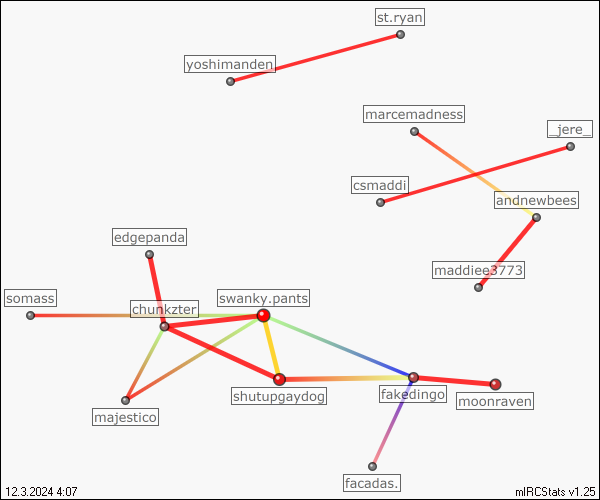 st.ryan
yoshimanden
marcemadness
_jere_
csmaddi
andnewbees
edgepanda
maddiee3773
somass
swanky.pants
chunkzter
shutupgaydog
fakedingo
moonraven
majestico
facadas.
12.3.2024 4:07
mIRCStats v1.25